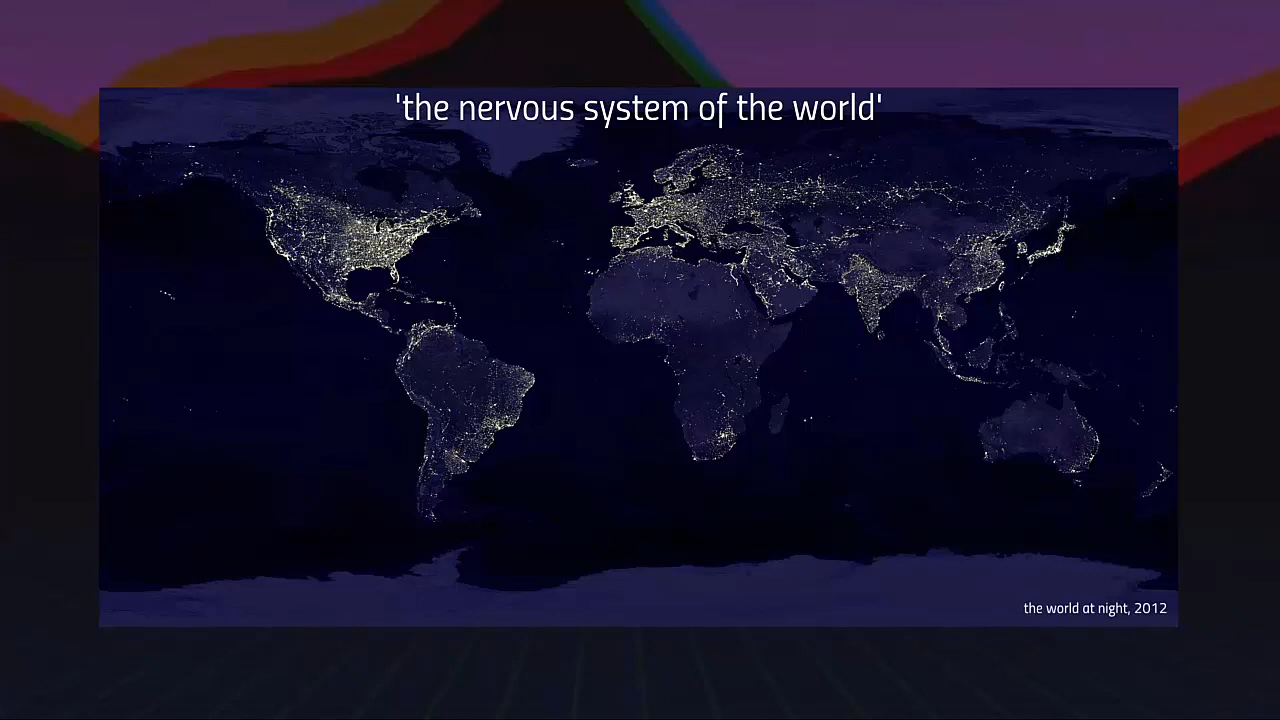 'the nervous system of the world'
the world at night, 2012